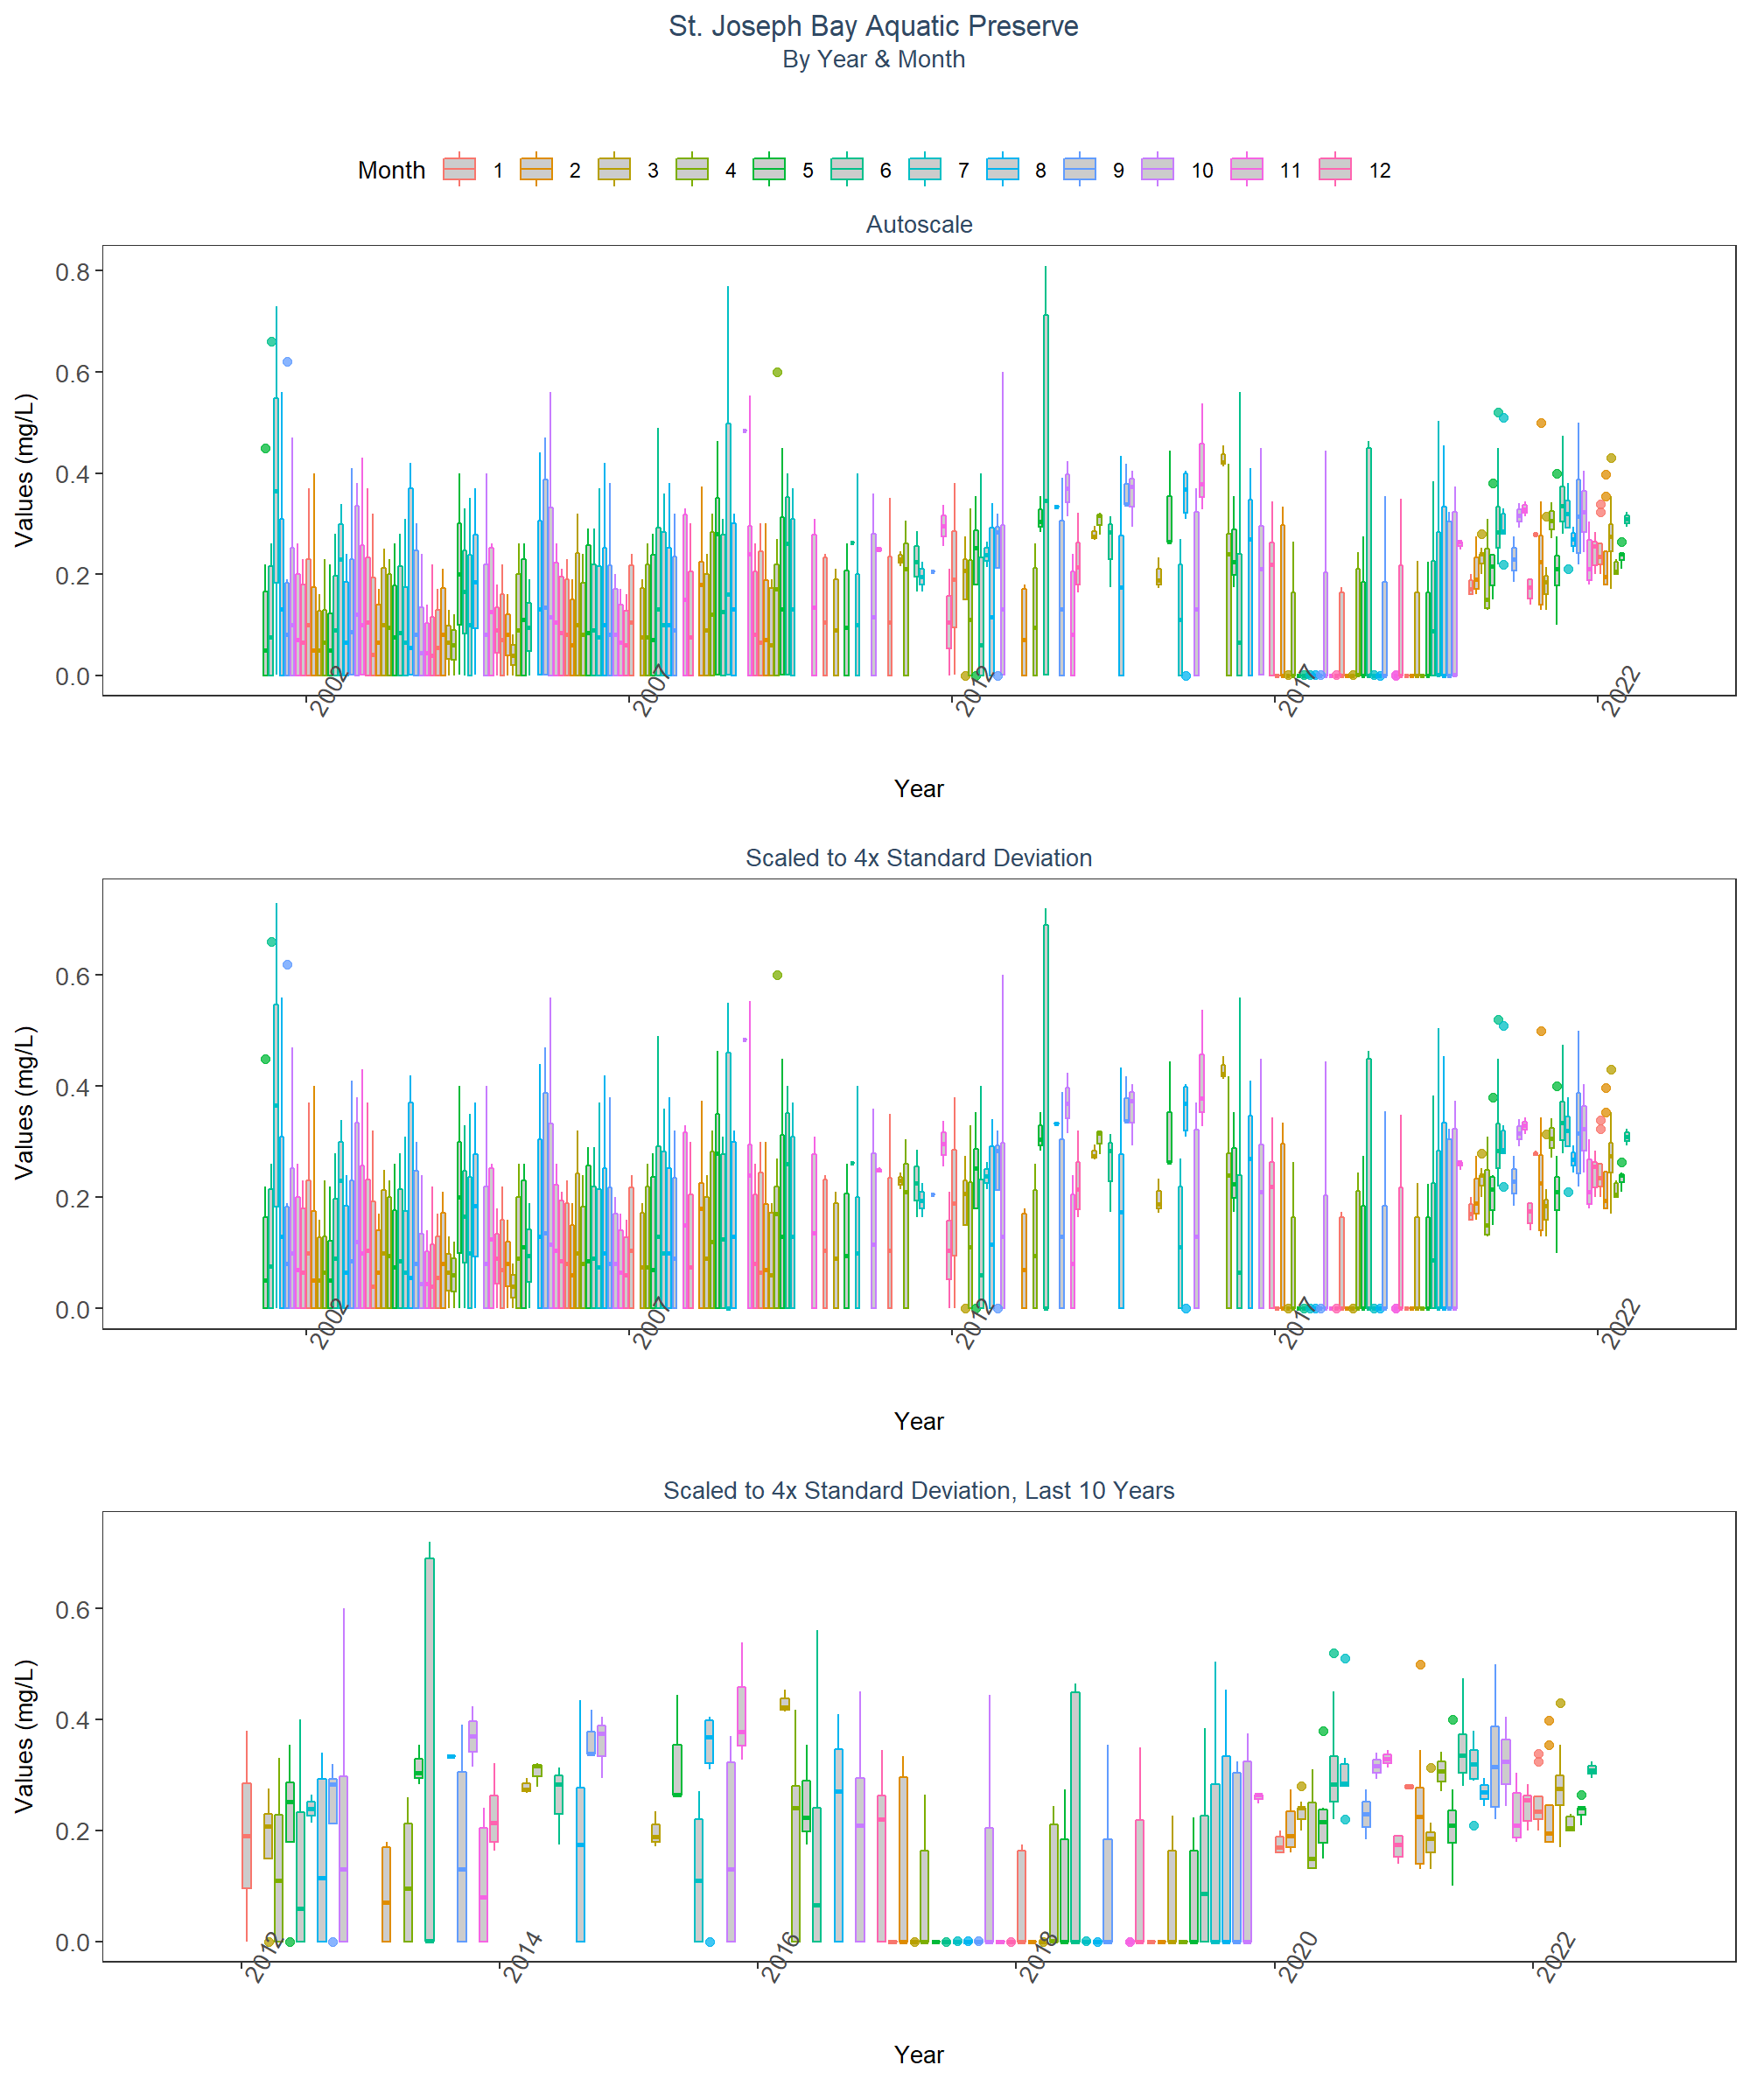 St. Joseph Bay Aquatic Preserve
By Year & Month
Month 1 2 3 4 5 6 7 8 9 10 11 12
Autoscale
Values (mg/L)
0.8
0.6
0.4
0.2
0.0
2002 2007 2012 2017 2022
Year
Scaled to 4x Standard Deviation
Values (mg/L)
0.6
0.4
0.2
0.0
2002 2007 2012 2017 2022
Year
Scaled to 4x Standard Deviation, Last 10 Years
Values (mg/L)
0.6
0.4
0.2
0.0
2012 2014 2016 2018 2020 2022
Year